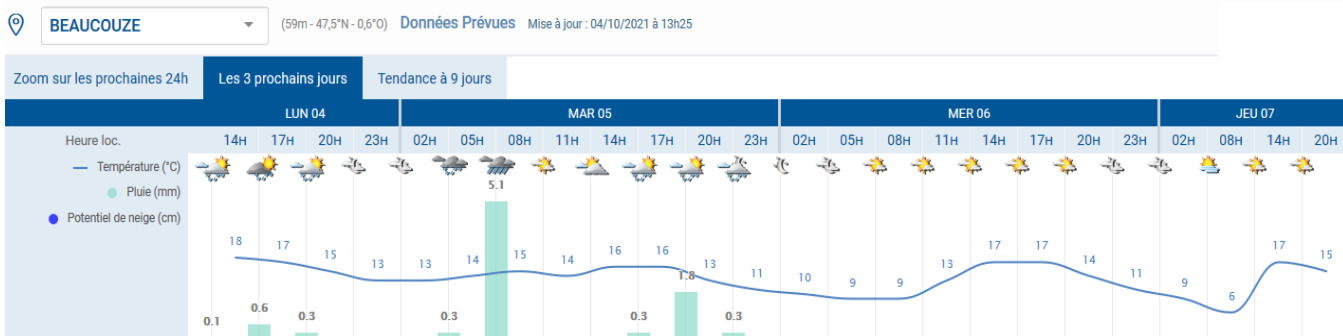 BEAUCOUZE (59m - 47,5°N - 0,6°O) Données Prévues Mise à jour : 04/10/2021 à 13h25
Zoom sur les prochaines 24h Les 3 prochains jours Tendance à 9 jours
LUN 04 MAR 05 MER 06 JEU 07
Heure loc. 14H 17H 20H 23H 02H 05H 08H 11H 14H 17H 20H 23H 02H 05H 08H 11H 14H 17H 20H 23H 02H 08H 14H 20H
Température (°C)
Pluie (mm)
5.1
Potentiel de neige (cm)
18 17 15 13 13 14 15 14 16 16 13 11 10 9 9 13 17 17 14 11 9 6 17 15
1.8
0.1 0.6 0.3 0.3 0.3 0.3